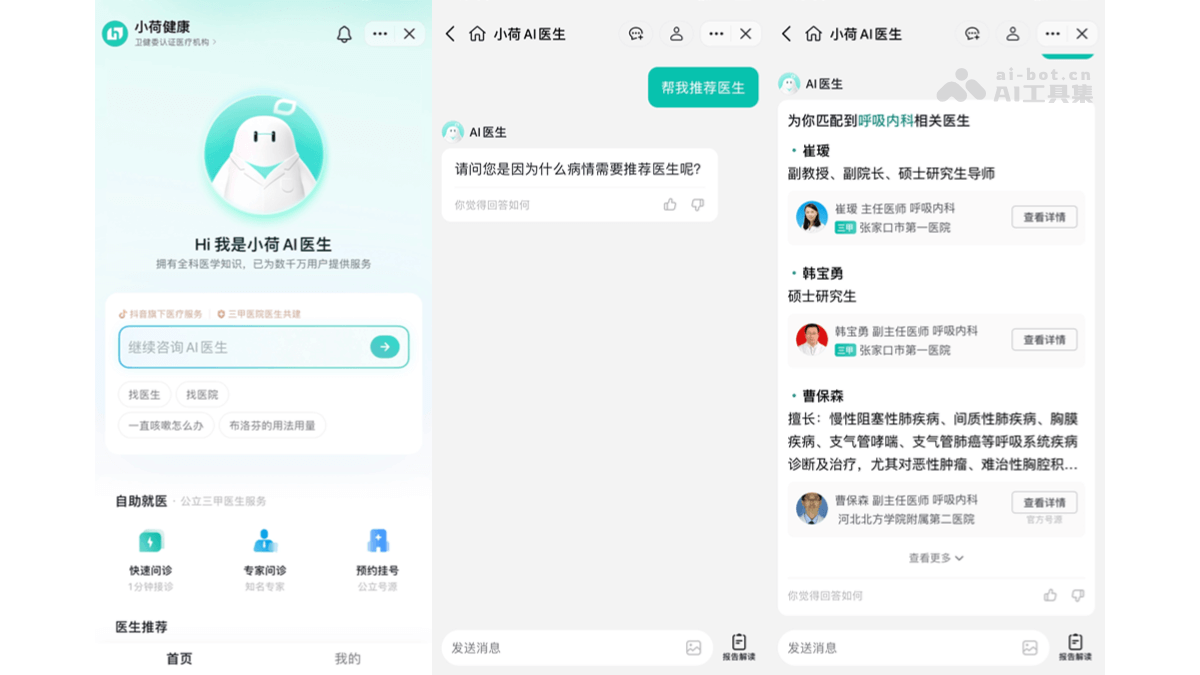 小荷健康
卫健委认证医疗机构 >
Hi 我是小荷AI医生
拥有全科医学知识，已为数千万用户提供服务
抖音旗下医疗服务 | 三甲医院医生共建
继续咨询AI医生
找医生
找医院
一直咳嗽怎么办
布洛芬的用法用量
自助就医 · 公立三甲医生服务
快速问诊
1分钟接诊
专家问诊
知名专家
预约挂号
公立号源
医生推荐
首页
我的
小荷AI医生
帮我推荐医生
AI医生
请问您是因为什么病情需要推荐医生呢?
你觉得回答如何
发送消息
报告解读
小荷AI医生
ai-bot.cn
AI工具集
AI医生
为你匹配到呼吸内科相关医生
· 崔瑷
副教授、副院长、硕士研究生导师
崔瑷 主任医师 呼吸内科
三甲 张家口市第一医院
查看详情
· 韩宝勇
硕士研究生
韩宝勇 副主任医师 呼吸内科
三甲 张家口市第一医院
查看详情
· 曹保森
擅长：慢性阻塞性肺疾病、间质性肺疾病、胸膜
疾病、支气管哮喘、支气管肺癌等呼吸系统疾病
诊断及治疗，尤其对恶性肿瘤、难治性胸腔积...
曹保森 副主任医师 呼吸内科
河北北方学院附属第二医院
查看详情
官方号源
查看更多
你觉得回答如何
发送消息
报告解读